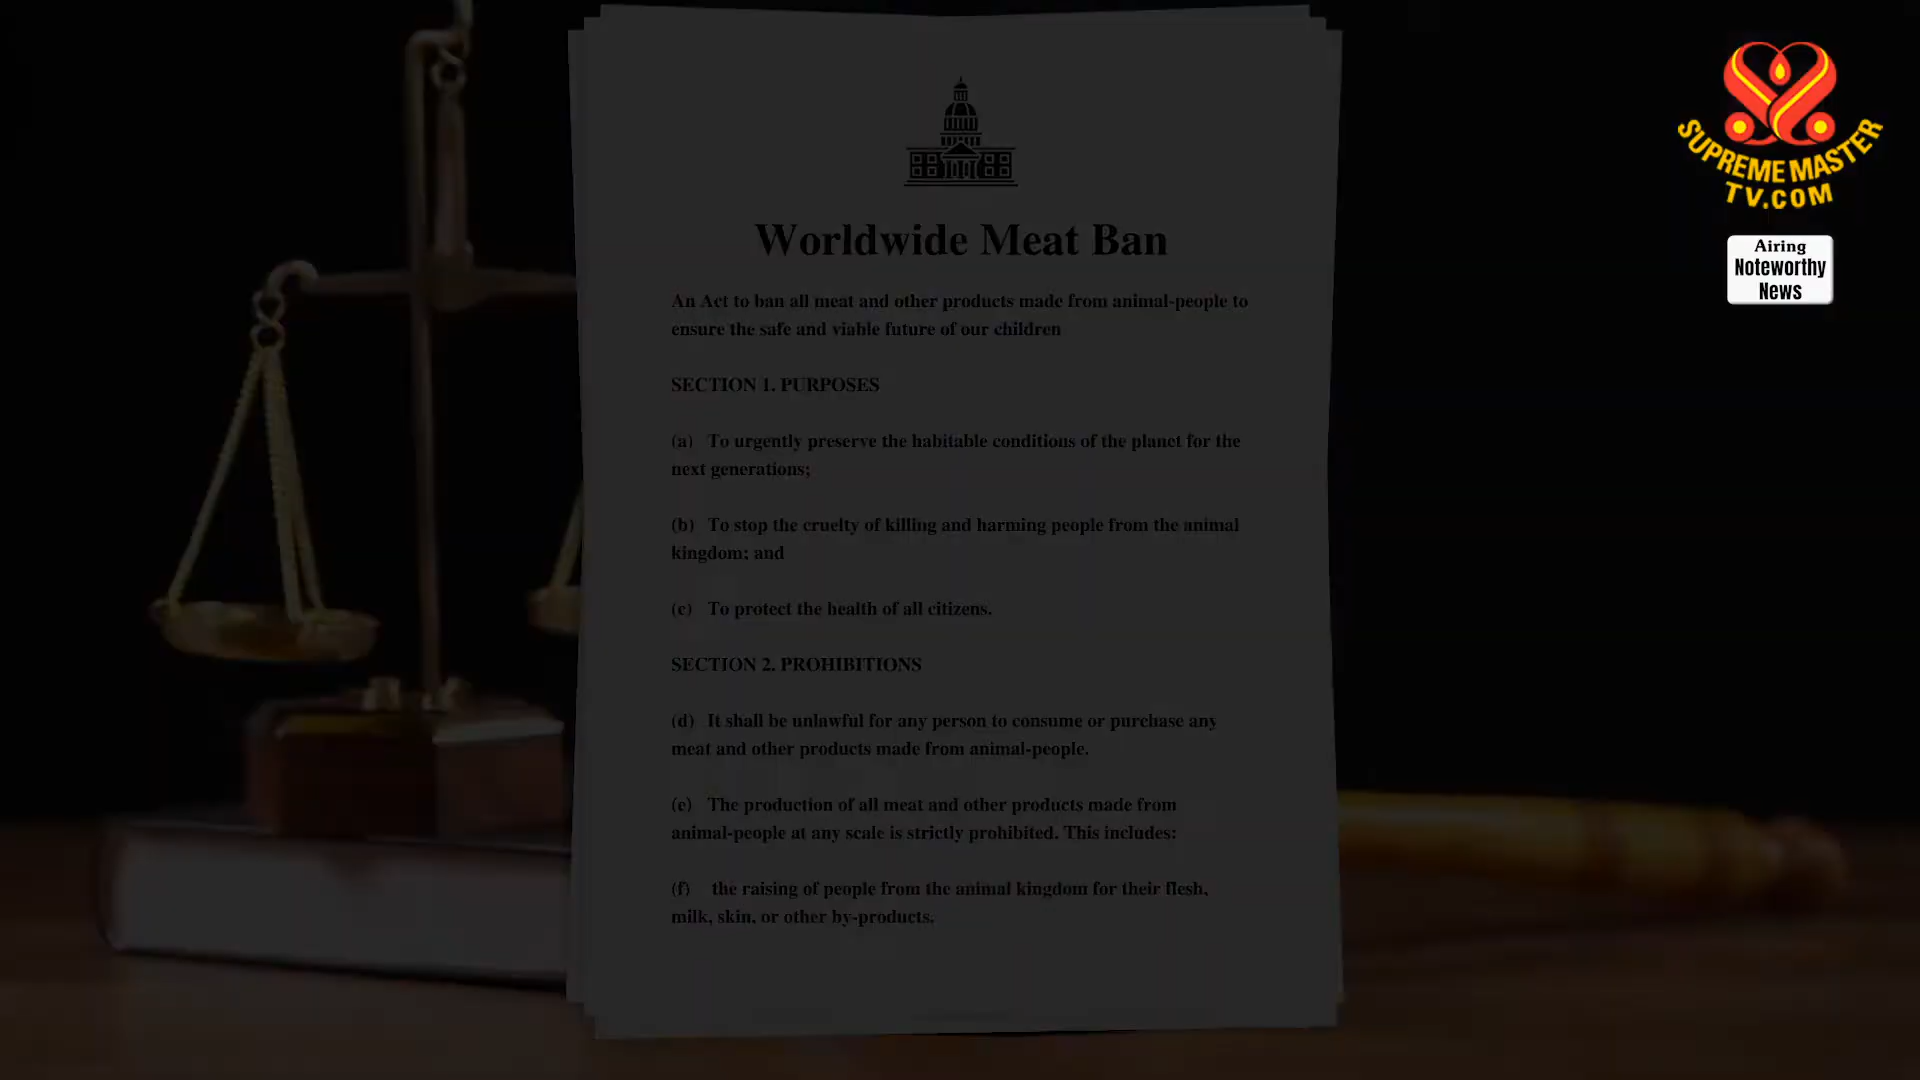 Worldwide Meat Ban
An Act to ban all meat and other products made from animal-people to
ensure the safe and viable future of our children
SECTION 1. PURPOSES
(a) To urgently preserve the habitable conditions of the planet for the
next generations;
(b) To stop the cruelty of killing and harming people from the animal
kingdom; and
(c) To protect the health of all citizens.
SECTION 2. PROHIBITIONS
(d) It shall be unlawful for any person to consume or purchase any
meat and other products made from animal-people.
(e) The production of all meat and other products made from
animal-people at any scale is strictly prohibited. This includes:
(f) the raising of people from the animal kingdom for their flesh,
milk, skin, or other by-products.
SUPREME MASTER
TV.COM
Airing
Noteworthy
News